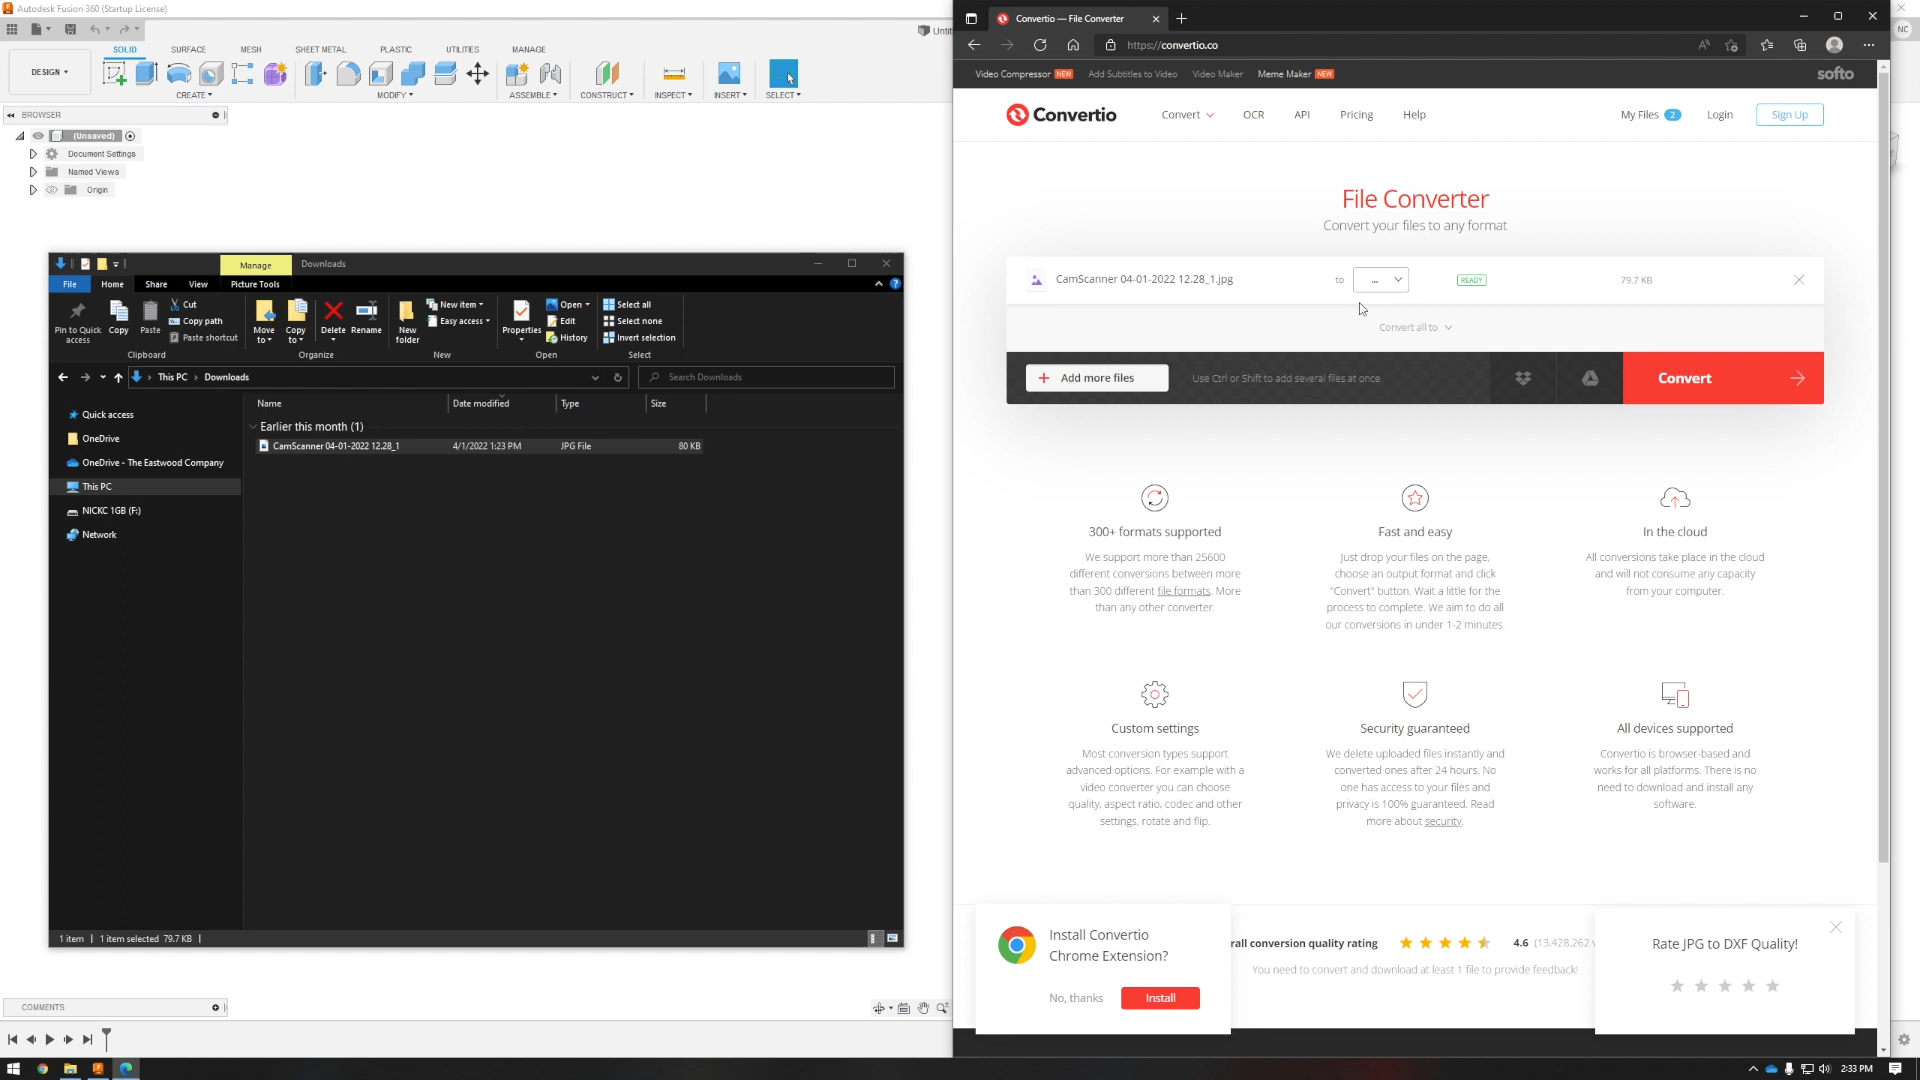 Autodesk Fusion 360 (Startup License)
SOLID
SURFACE
MESH
SHEET METAL
PLASTIC
UTILITIES
MANAGE
DESIGN
CREATE
MODIFY
ASSEMBLE
CONSTRUCT
INSPECT
INSERT
SELECT
BROWSER
(Unsaved)
Document Settings
Named Views
Origin
Manage
Downloads
File
Home
Share
View
Picture Tools
Pin to Quick access
Copy
Paste
Cut
Copy path
Paste shortcut
Clipboard
Move to
Copy to
Delete
Rename
Organize
New folder
New item
Easy access
New
Properties
Open
Edit
History
Open
Select all
Select none
Invert selection
Select
This PC
Downloads
Search Downloads
Quick access
OneDrive
OneDrive - The Eastwood Company
This PC
NICKC 1GB (F:)
Network
Name
Date modified
Type
Size
Earlier this month (1)
CamScanner 04-01-2022 12.28_1
4/1/2022 1:23 PM
JPG File
80 KB
1 item
1 item selected 79.7 KB
COMMENTS
Convertio — File Converter
https://convertio.co
NC
Video Compressor NEW
Add Subtitles to Video
Video Maker
Meme Maker NEW
softo
Convertio
Convert
OCR
API
Pricing
Help
My Files 2
Login
Sign Up
File Converter
Convert your files to any format
CamScanner 04-01-2022 12.28_1.jpg
to
...
READY
79.7 KB
Convert all to
Add more files
Use Ctrl or Shift to add several files at once
Convert
300+ formats supported
We support more than 25600
different conversions between more
than 300 different file formats. More
than any other converter.
Fast and easy
Just drop your files on the page,
choose an output format and click
"Convert" button. Wait a little for the
process to complete. We aim to do all
our conversions in under 1-2 minutes.
In the cloud
All conversions take place in the cloud
and will not consume any capacity
from your computer.
Custom settings
Most conversion types support
advanced options. For example with a
video converter you can choose
quality, aspect ratio, codec and other
settings, rotate and flip.
Security guaranteed
We delete uploaded files instantly and
converted ones after 24 hours. No
one has access to your files and
privacy is 100% guaranteed. Read
more about security.
All devices supported
Convertio is browser-based and
works for all platforms. There is no
need to download and install any
software.
Install Convertio
Chrome Extension?
No, thanks
Install
rall conversion quality rating
4.6 (13,428,262 v
You need to convert and download at least 1 file to provide feedback!
Rate JPG to DXF Quality!
2:33 PM